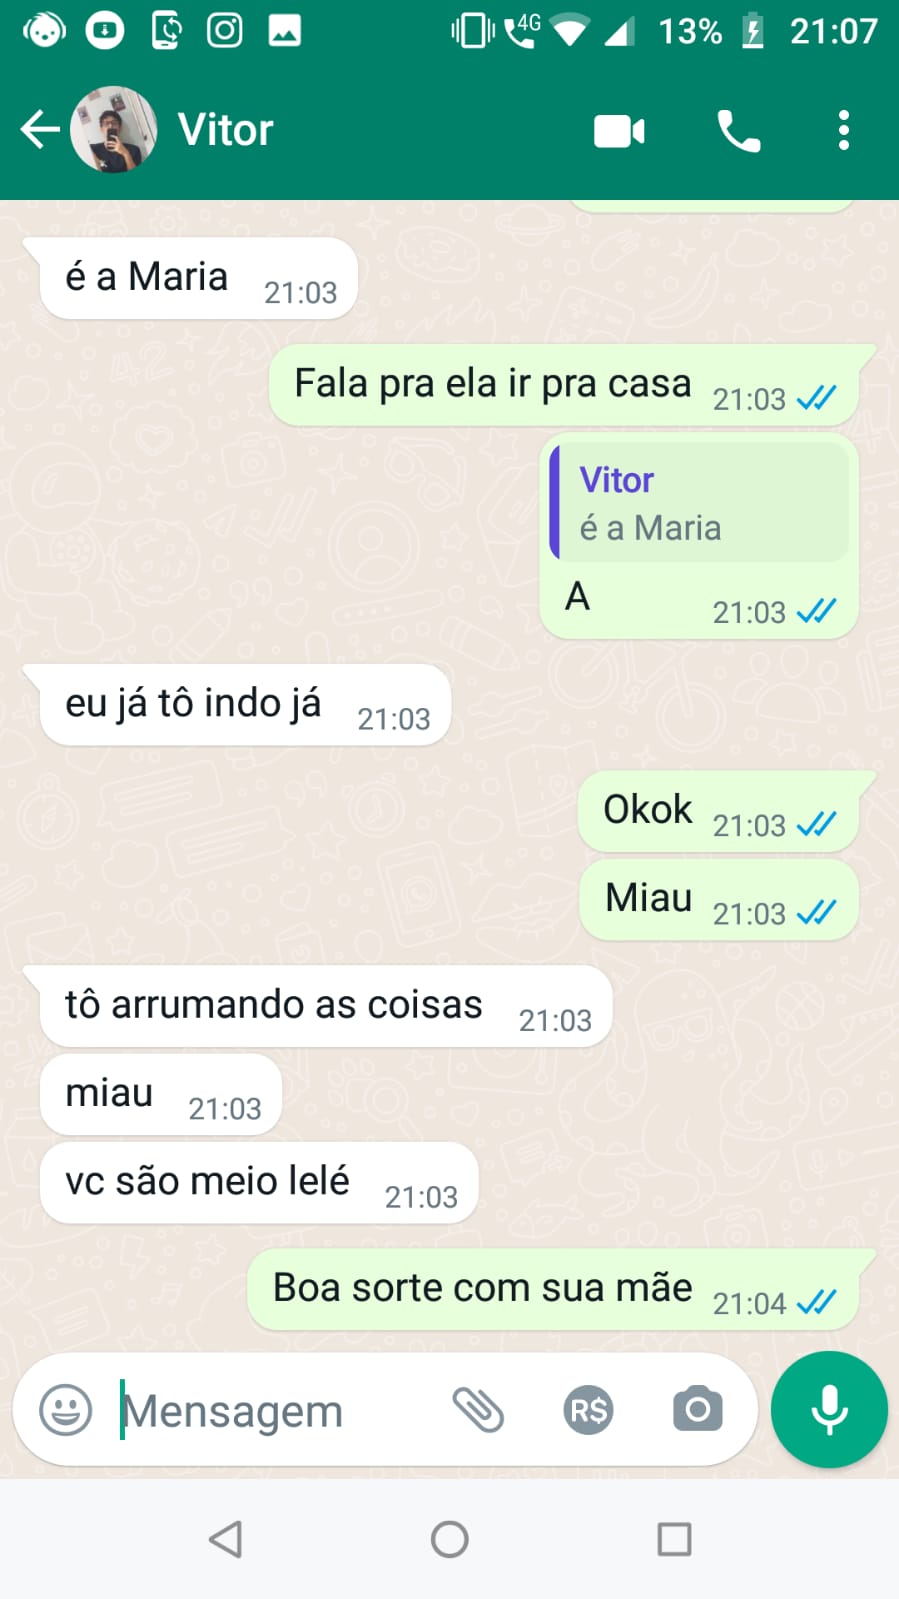 4G 13% 21:07
Vitor
é a Maria 21:03
Fala pra ela ir pra casa 21:03
Vitor
é a Maria
A 21:03
eu já tô indo já 21:03
Okok 21:03
Miau 21:03
tô arrumando as coisas 21:03
miau 21:03
vc são meio lelé 21:03
Boa sorte com sua mãe 21:04
Mensagem R$